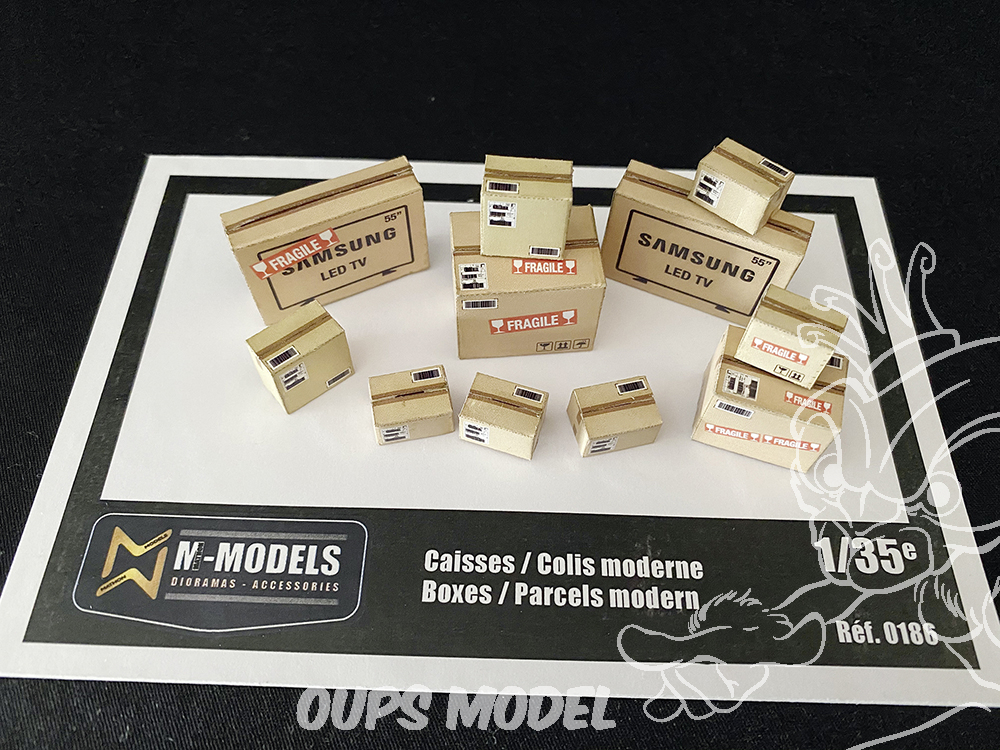 55"
SAMSUNG
LED TV
FRAGILE
FRAGILE
FRAGILE
SAMSUNG
55"
LED TV
FRAGILE
FRAGILE
FRAGILE FRAGILE
MODELS
N-MODELS
DIORAMAS - ACCESSORIES
Caisses / Colis moderne
Boxes / Parcels modern
1/35e
Réf. 0186
OUPS MODEL